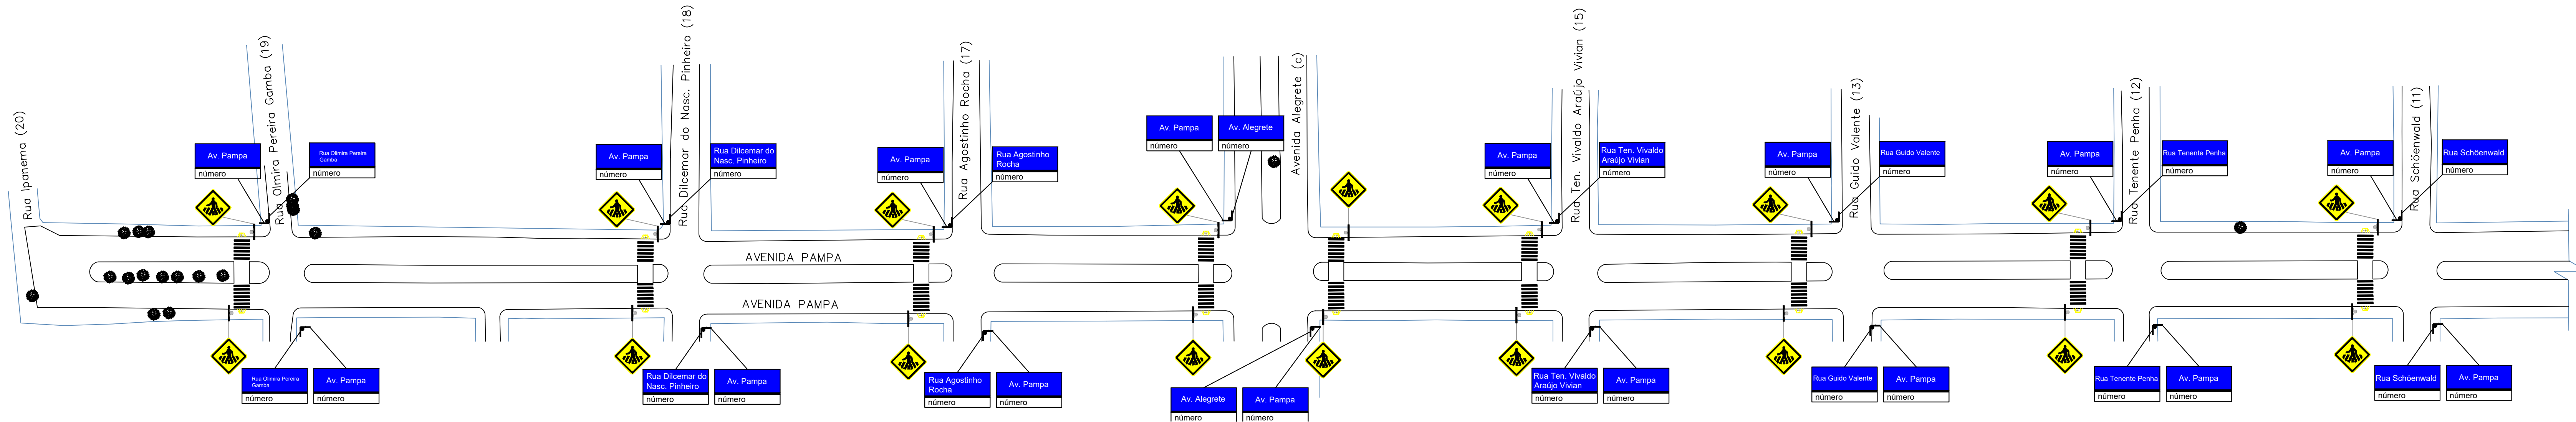 Rua Ipanema (20)
Rua Olmira Pereira Gamba (19)
Rua Dilcemar do Nasc. Pinheiro (18)
Rua Agostinho Rocha (17)
Avenida Alegrete (c)
Rua Ten. Vivaldo Araújo Vivian (15)
Rua Guido Valente (13)
Rua Tenente Penha (12)
Rua Schöenwald (11)
Av. Pampa
número
Rua Olimira Pereira
Gamba
número
Av. Pampa
número
Rua Dilcemar do
Nasc. Pinheiro
número
Av. Pampa
número
Rua Agostinho
Rocha
número
Av. Pampa
número
Av. Alegrete
número
Av. Pampa
número
Rua Ten. Vivaldo
Araújo Vivian
número
Av. Pampa
número
Rua Guido Valente
número
Av. Pampa
número
Rua Tenente Penha
número
Av. Pampa
número
Rua Schöenwald
número
AVENIDA PAMPA
AVENIDA PAMPA
Rua Olimira Pereira
Gamba
número
Av. Pampa
número
Rua Dilcemar do
Nasc. Pinheiro
número
Av. Pampa
número
Rua Agostinho
Rocha
número
Av. Pampa
número
Av. Alegrete
número
Av. Pampa
número
Rua Ten. Vivaldo
Araújo Vivian
número
Av. Pampa
número
Rua Guido Valente
número
Av. Pampa
número
Rua Tenente Penha
número
Av. Pampa
número
Rua Schöenwald
número
Av. Pampa
número